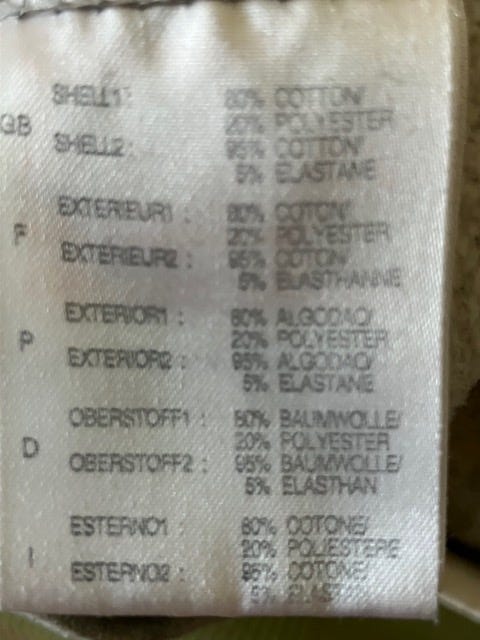 SHELL1: 80% COTTON/
GB 20% POLYESTER
SHELL2: 95% COTTON/
5% ELASTANE
EXTERIEUR1 : 80% COTON/
F 20% POLYESTER
EXTERIEUR2 : 95% COTON/
5% ELASTHANNE
EXTERIOR1 : 80% ALGODAO/
P 20% POLYESTER
EXTERIOR2 : 95% ALGODAO/
5% ELASTANE
OBERSTOFF1 : 80% BAUMWOLLE/
D 20% POLYESTER
OBERSTOFF2 : 95% BAUMWOLLE/
5% ELASTHAN
ESTERNO1 : 80% COTONE/
I 20% POLIESTERE
ESTERNO2 : 95% COTONE/
5%